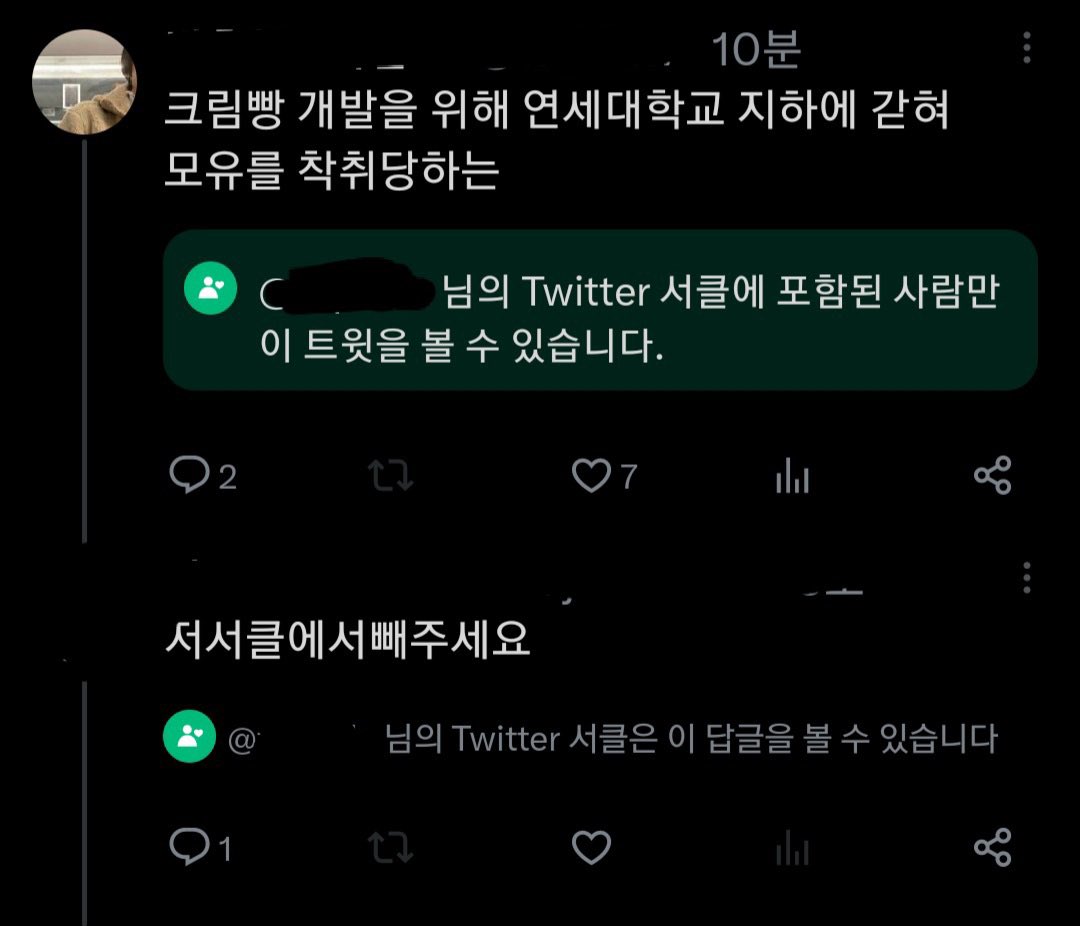 10분
크림빵 개발을 위해 연세대학교 지하에 갇혀
모유를 착취당하는
님의 Twitter 서클에 포함된 사람만
이 트윗을 볼 수 있습니다.
2 7
저서클에서빼주세요
@ 님의 Twitter 서클은 이 답글을 볼 수 있습니다
1